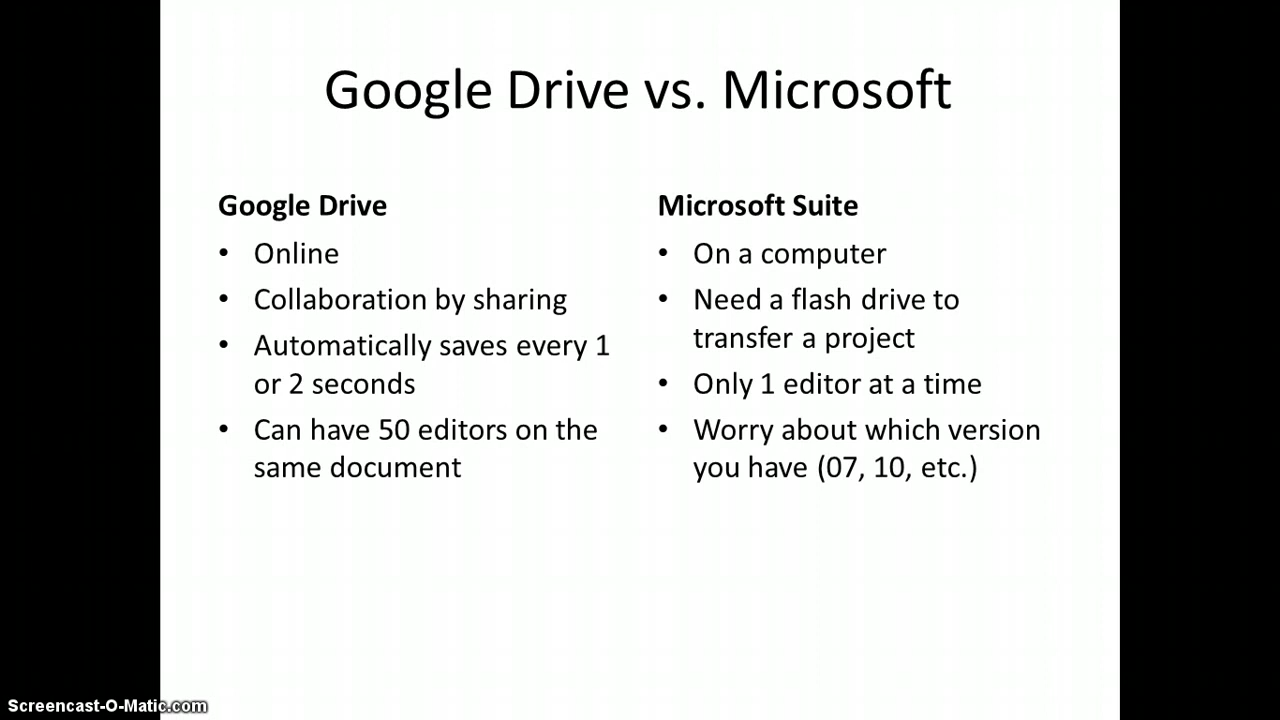 Google Drive vs. Microsoft
Google Drive
• Online
• Collaboration by sharing
• Automatically saves every 1
or 2 seconds
• Can have 50 editors on the
same document
Microsoft Suite
• On a computer
• Need a flash drive to
transfer a project
• Only 1 editor at a time
• Worry about which version
you have (07, 10, etc.)
Screencast-O-Matic.com